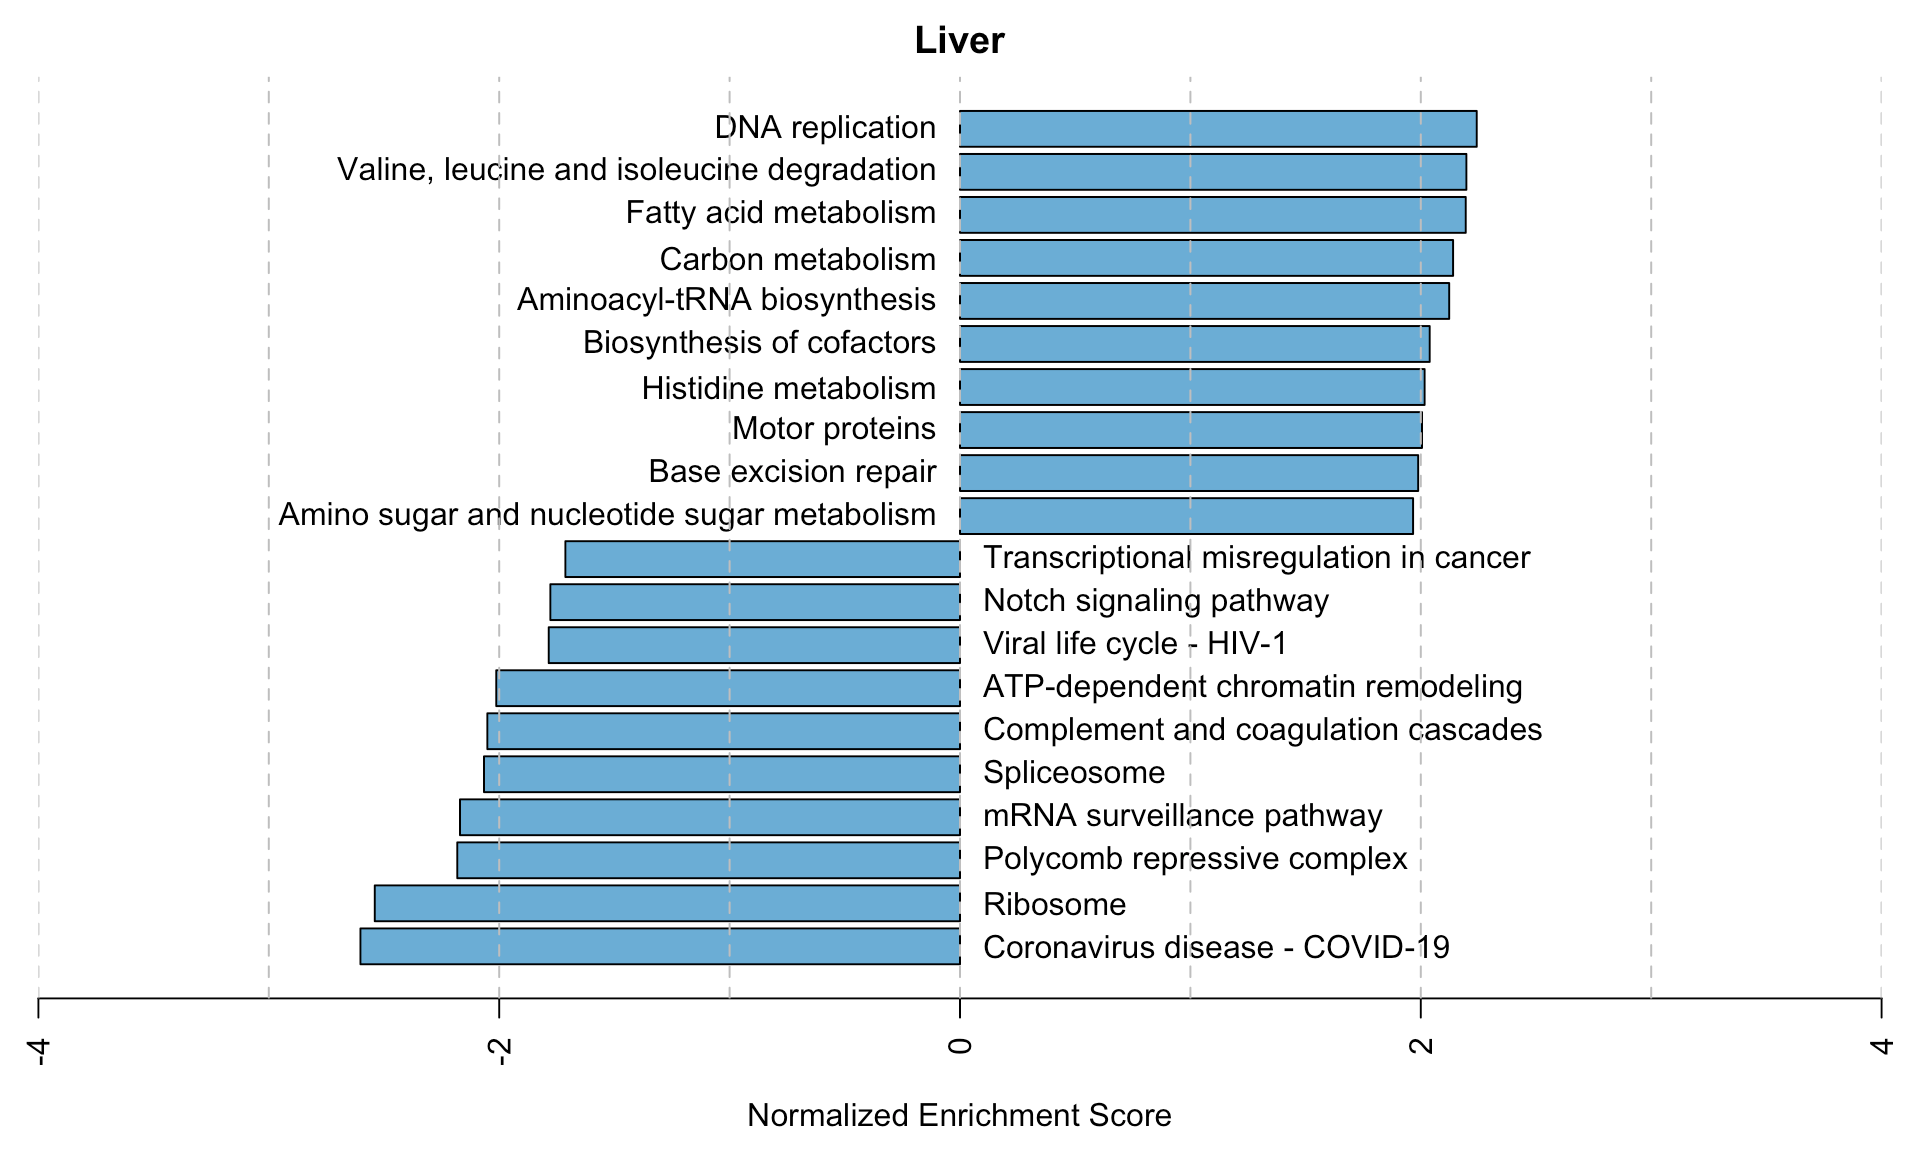 Liver
DNA replication
Valine, leucine and isoleucine degradation
Fatty acid metabolism
Carbon metabolism
Aminoacyl-tRNA biosynthesis
Biosynthesis of cofactors
Histidine metabolism
Motor proteins
Base excision repair
Amino sugar and nucleotide sugar metabolism
Transcriptional misregulation in cancer
Notch signaling pathway
Viral life cycle - HIV-1
ATP-dependent chromatin remodeling
Complement and coagulation cascades
Spliceosome
mRNA surveillance pathway
Polycomb repressive complex
Ribosome
Coronavirus disease - COVID-19
-4 -2 0 2 4
Normalized Enrichment Score